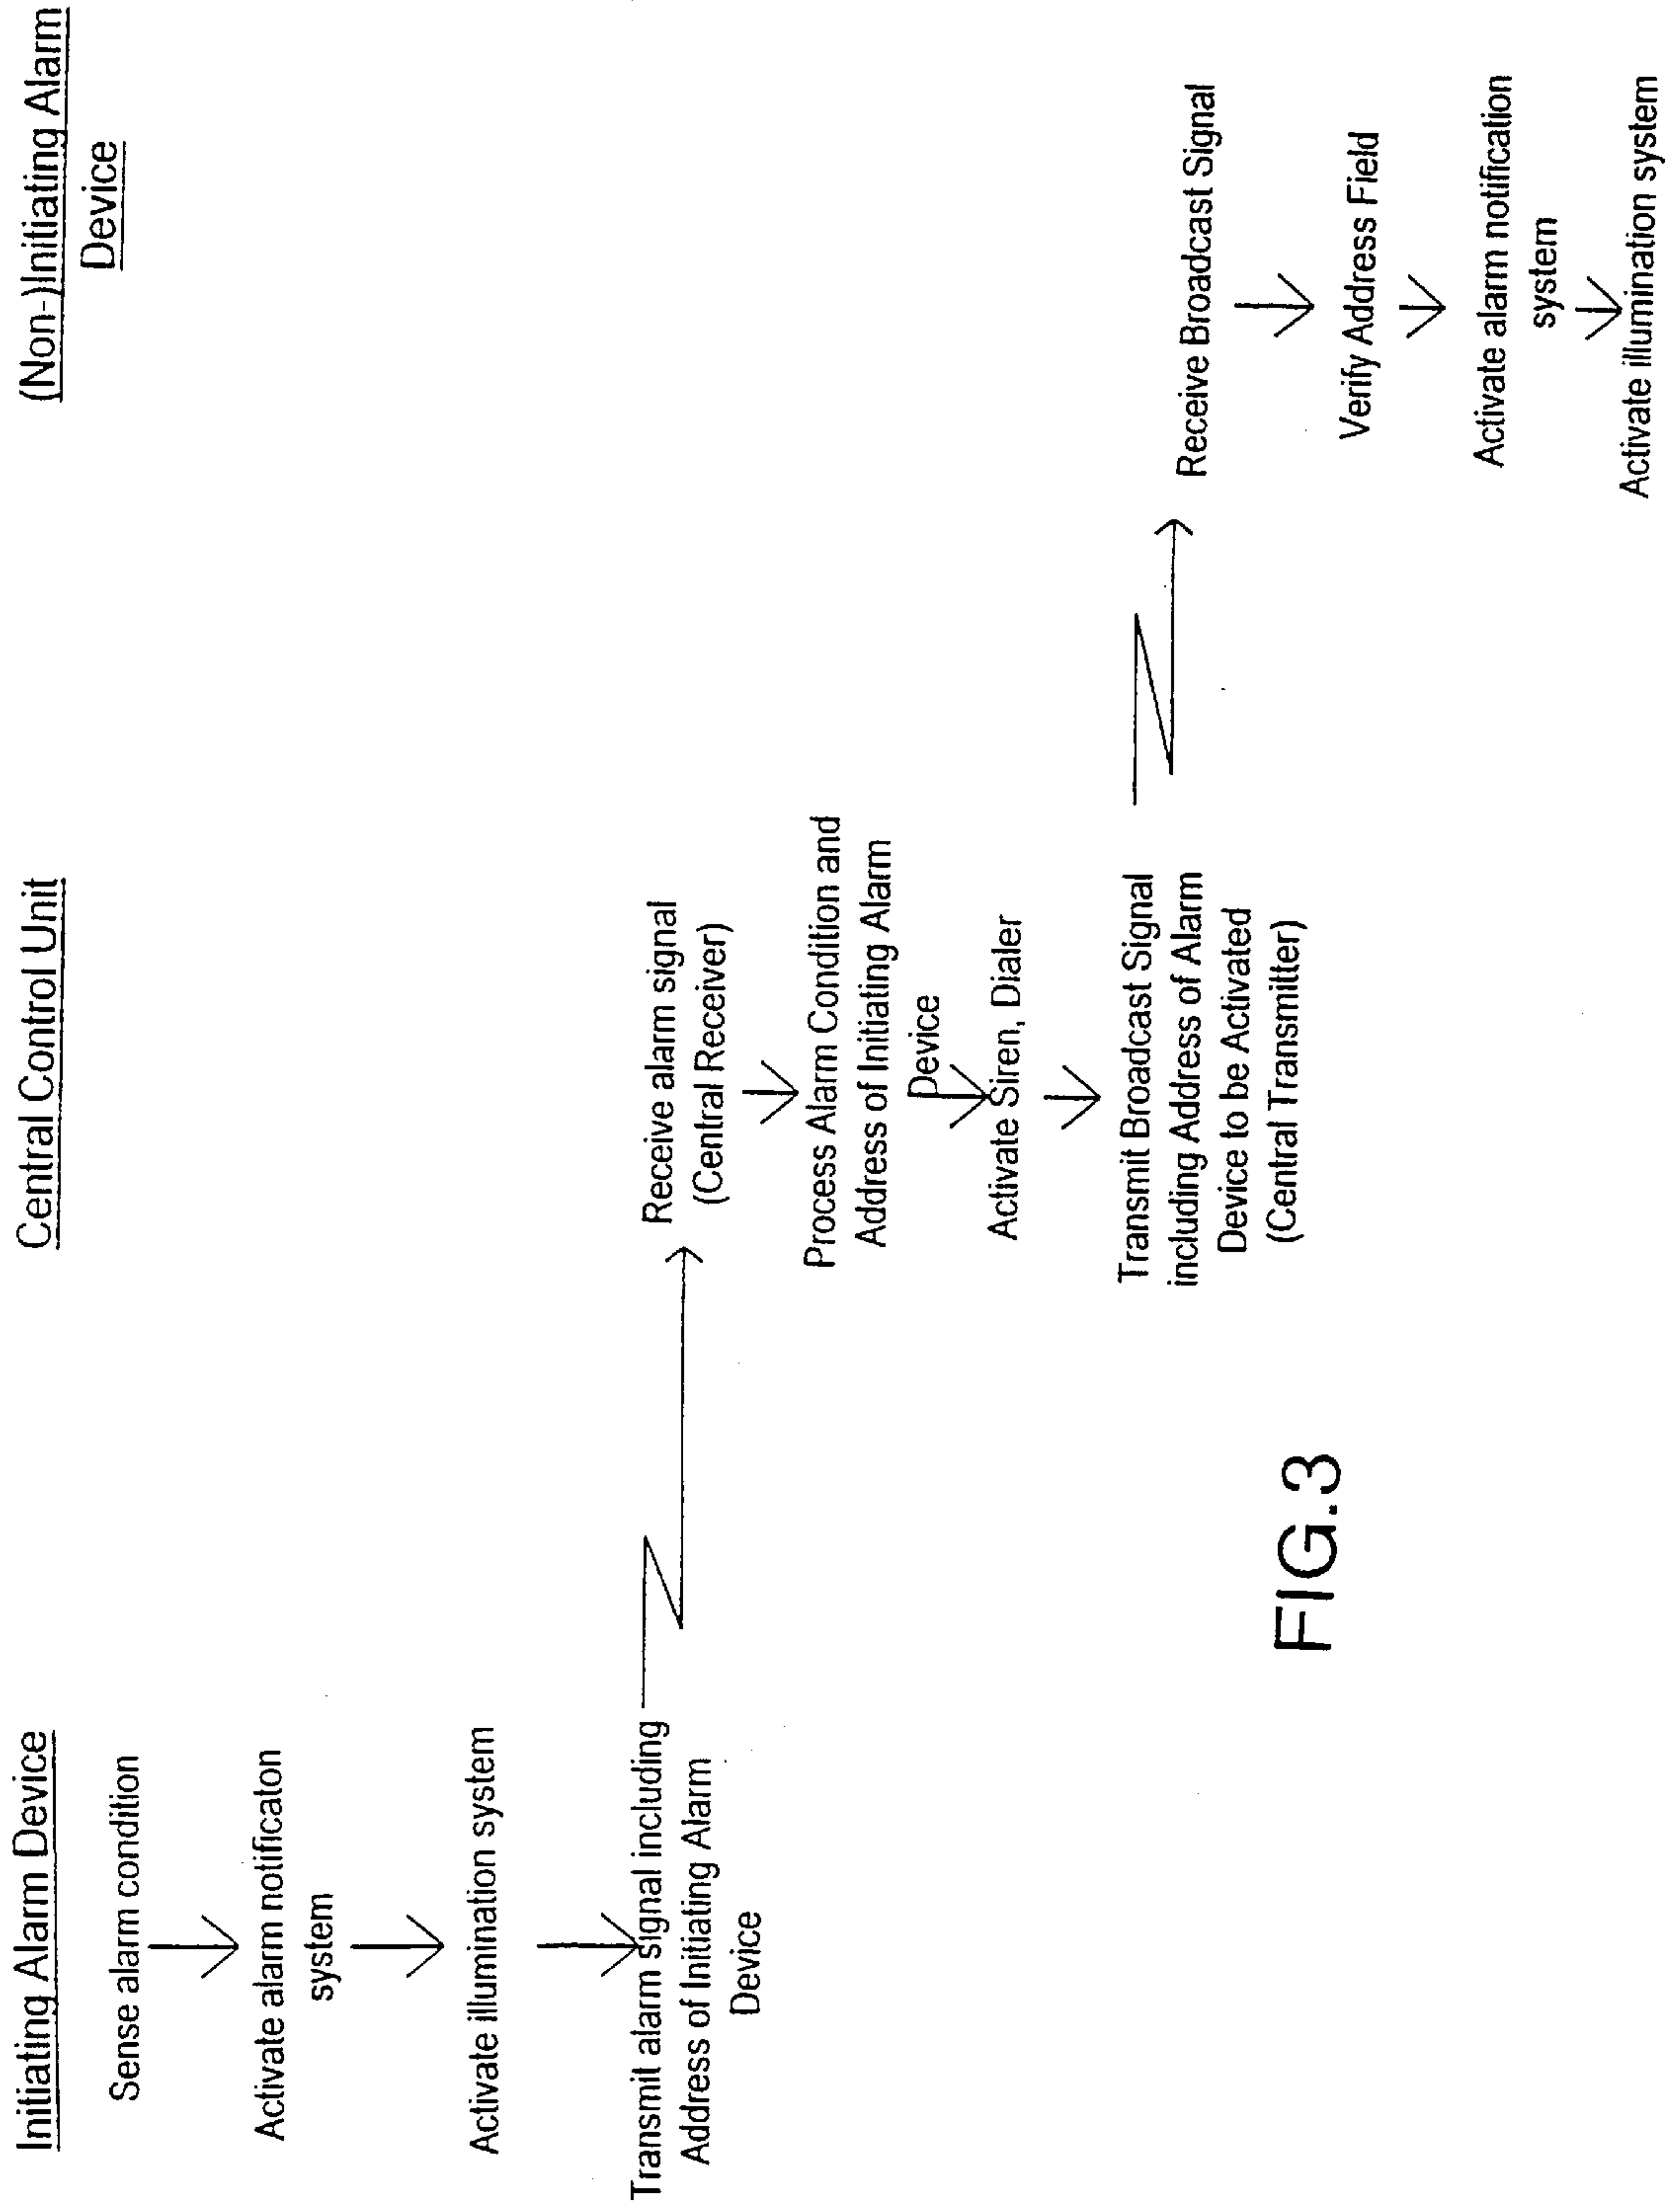 Initiating Alarm Device
Sense alarm condition
Activate alarm notificaton
system
Activate illumination system
Transmit alarm signal including
Address of Initiating Alarm
Device
Central Control Unit
Receive alarm signal
(Central Receiver)
Process Alarm Condition and
Address of Initiating Alarm
Device
Activate Siren, Dialer
Transmit Broadcast Signal
including Address of Alarm
Device to be Activated
(Central Transmitter)
(Non-)Initiating Alarm
Device
Receive Broadcast Signal
Verify Address Field
Activate alarm notification
system
Activate illumination system
FIG.3